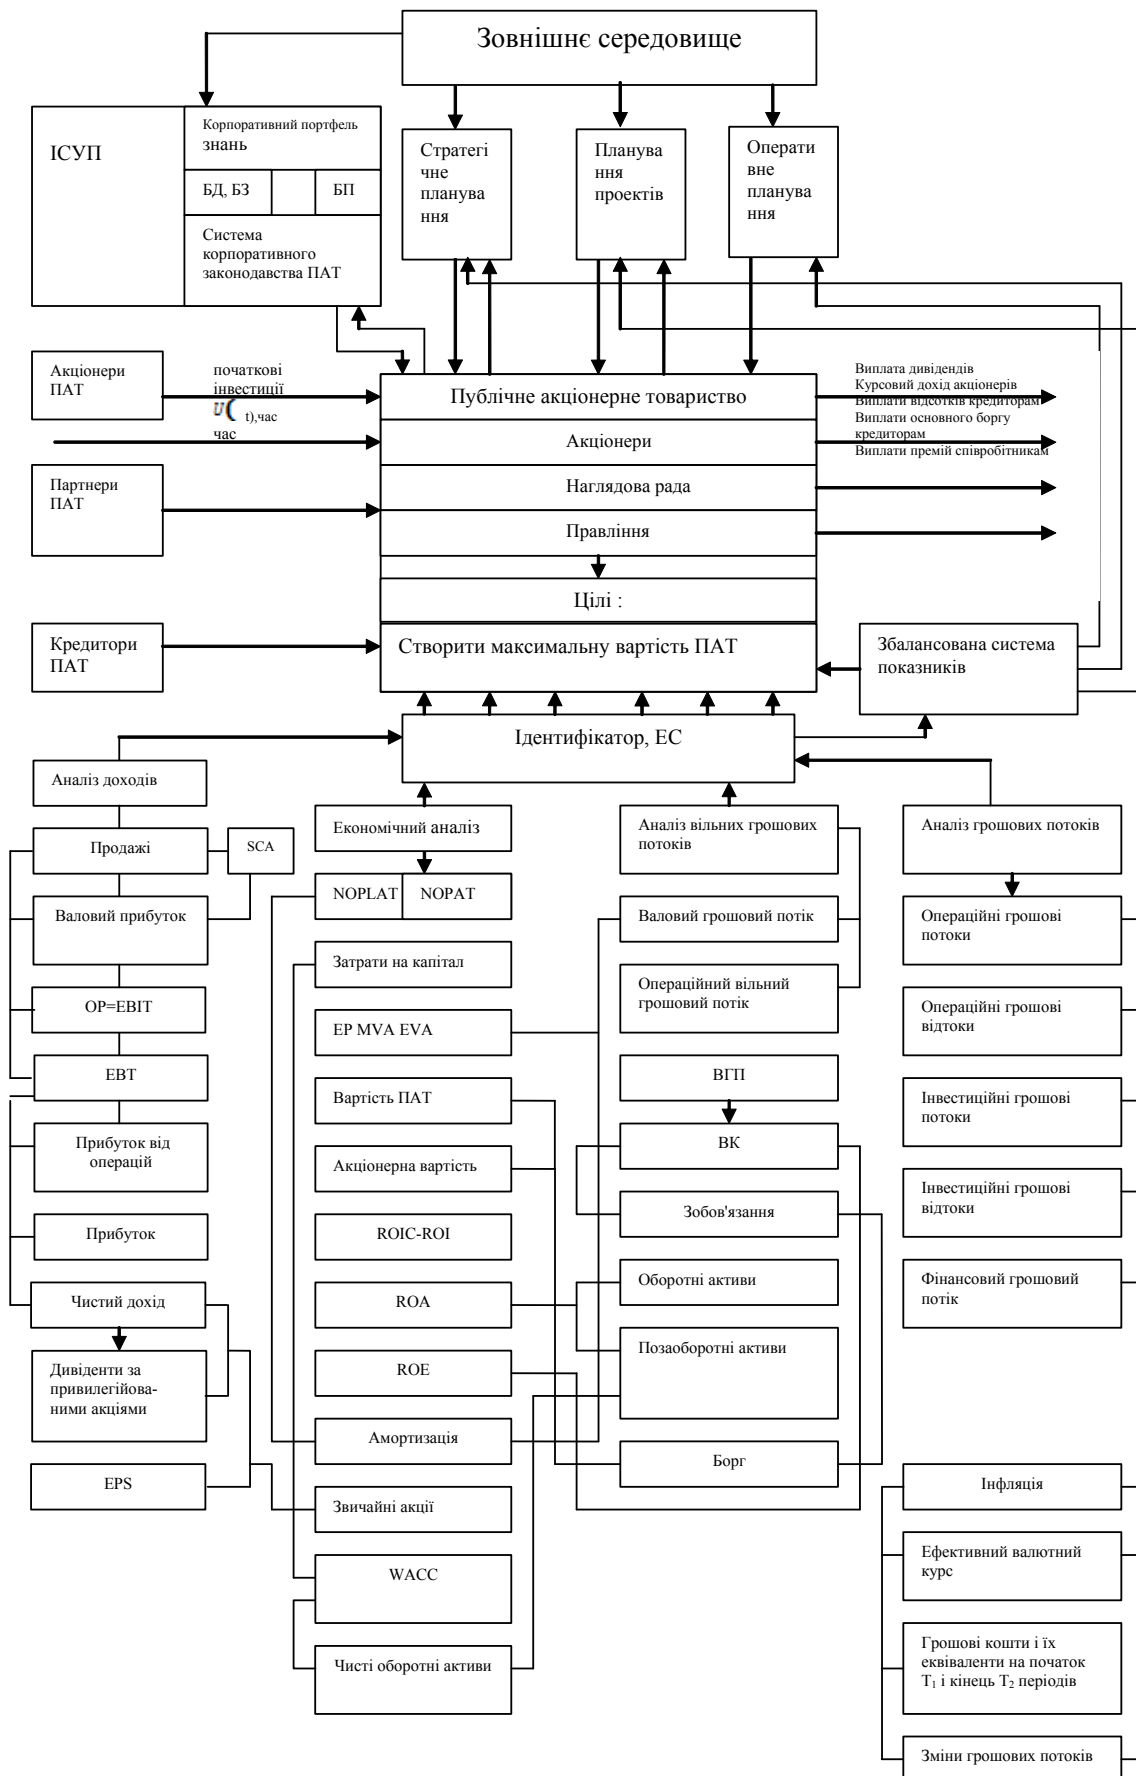 Зовнішнє середовище
ІСУП
Корпоративний портфель
знань
БД, БЗ
БП
Система
корпоративного
законодавства ПАТ
Стратегі
чне
планува
ння
Планува
ння
проектів
Операти
вне
планува
ння
Акціонери
ПАТ
початкові
інвестиції
U( t),час
час
Партнери
ПАТ
Кредитори
ПАТ
Публічне акціонерне товариство
Акціонери
Наглядова рада
Правління
Цілі :
Створити максимальну вартість ПАТ
Виплата дивідендів
Курсовий дохід акціонерів
Виплати відсотків кредиторам
Виплати основного боргу
кредиторам
Виплати премій співробітникам
Збалансована система
показників
Ідентифікатор, ЕС
Аналіз доходів
Продажі
SCA
Валовий прибуток
OP=EBIT
EBT
Прибуток від
операцій
Прибуток
Чистий дохід
Дивіденти за
привилегійова-
ними акціями
EPS
Економічний аналіз
NOPLAT
NOPAT
Затрати на капітал
EP MVA EVA
Вартість ПАТ
Акціонерна вартість
ROIC-ROI
ROA
ROE
Амортизація
Звичайні акції
WACC
Чисті оборотні активи
Аналіз вільних грошових
потоків
Валовий грошовий потік
Операційний вільний
грошовий потік
ВГП
ВК
Зобов'язання
Оборотні активи
Позаоборотні активи
Борг
Аналіз грошових потоків
Операційні грошові
потоки
Операційні грошові
відтоки
Інвестиційні грошові
потоки
Інвестиційні грошові
відтоки
Фінансовий грошовий
потік
Інфляція
Ефективний валютний
курс
Грошові кошти і їх
еквіваленти на початок
Т₁ і кінець Т₂ періодів
Зміни грошових потоків